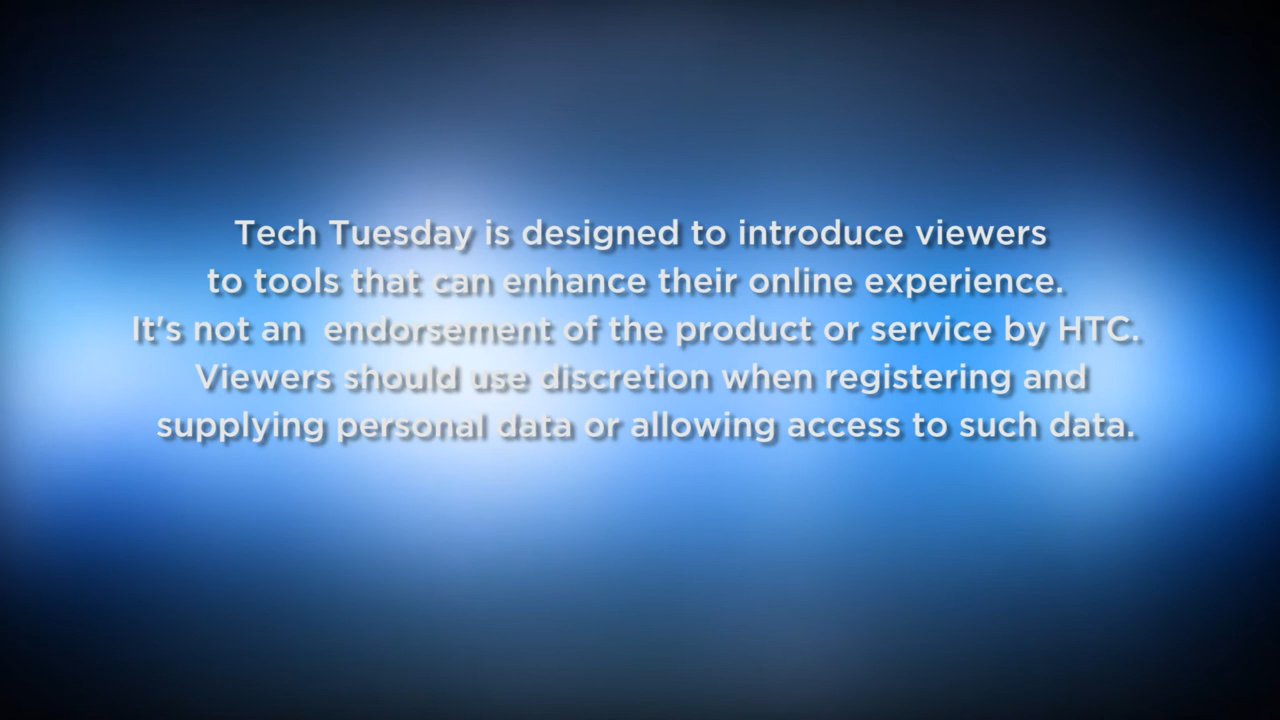 Tech Tuesday is designed to introduce viewers
to tools that can enhance their online experience.
It's not an  endorsement of the product or service by HTC.
Viewers should use discretion when registering and
supplying personal data or allowing access to such data.